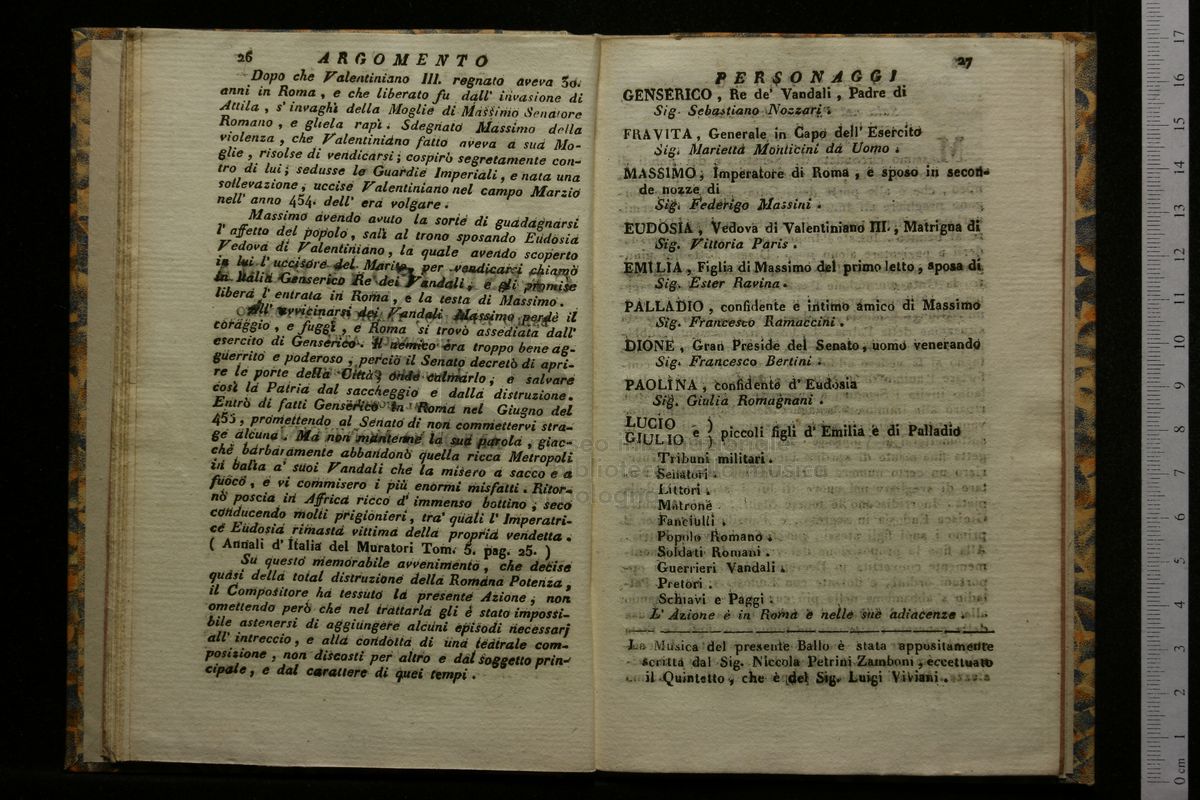 26
ARGOMENTO
Dopo che Valentiniano III. regnato aveva 30.
anni in Roma, e che liberato fu dall' invasione di
Attila, s' invaghì della Moglie di Massimo Senatore
Romano, e gliela rapì. Sdegnato Massimo della
violenza, che Valentiniano fatto aveva a sua Mo-
glie, risolse di vendicarsi; cospirò segretamente con-
tro di lui; sedusse le Guardie Imperiali, e nata una
sollevazione, uccise Valentiniano nel campo Marzio
nell' anno 454. dell' era volgare.
Massimo avendo avuto la sorte di guadagnarsi
l' affetto del popolo, salì al trono sposando Eudosia
Vedova di Valentiniano, la quale avendo scoperto
in lui l' uccisore del Marito, per vendicarsi chiamò
in Italia Genserico Re dei Vandali, e gli promise
libera l' entrata in Roma, e la testa di Massimo.
All' avvicinarsi dei Vandali Massimo perdè il
coraggio, e fuggì, e Roma si trovò assediata dall'
esercito di Genserico. Il nemico era troppo bene ag-
guerrito e poderoso, perciò il Senato decretò di apri-
re le porte della Città, onde calmarlo, e salvare
così la Patria dal saccheggio e dalla distruzione.
Entrò di fatti Genserico in Roma nel Giugno del
455, promettendo al Senato di non commettervi stra-
ge alcuna. Ma non mantenne la sua parola, giac-
chè barbaramente abbandonò quella ricca Metropoli
in balìa a' suoi Vandali che la misero a sacco e a
fuoco, e vi commisero i più enormi misfatti. Ritor-
nò poscia in Affrica ricco d' immenso bottino, seco
conducendo molti prigionieri, tra' quali l' Imperatri-
ce Eudosia rimasta vittima della propria vendetta.
( Annali d' Italia del Muratori Tom. 5. pag. 25. )
Su questo memorabile avvenimento, che decise
quasi della total distruzione della Romana Potenza,
il Compositore ha tessuto la presente Azione, non
omettendo però che nel trattarla gli è stato impossi-
bile astenersi di aggiungere alcuni episodi necessarj
all' intreccio, e alla condotta di una teatrale com-
posizione, non discosti per altro e dal soggetto prin-
cipale, e dal carattere di quei tempi.
27
PERSONAGGI
GENSERICO, Re de' Vandali, Padre di
Sig. Sebastiano Nozzari.
FRAVITA, Generale in Capo dell' Esercito
Sig. Marietta Monticini da Uomo.
MASSIMO, Imperatore di Roma, e sposo in secon-
de nozze di
Sig. Federigo Massini.
EUDOSIA, Vedova di Valentiniano III., Matrigna di
Sig. Vittoria Paris.
EMILIA, Figlia di Massimo del primo letto, sposa di
Sig. Ester Ravina.
PALLADIO, confidente e intimo amico di Massimo
Sig. Francesco Ramaccini.
DIONE, Gran Preside del Senato, uomo venerando
Sig. Francesco Bertini.
PAOLINA, confidente d' Eudosia
Sig. Giulia Romagnani.
LUCIO )
e ) piccoli figli d' Emilia e di Palladio
GIULIO )
Tribuni militari.
Senatori.
Littori.
Matrone
Fanciulli.
Popolo Romano.
Soldati Romani.
Guerrieri Vandali.
Pretori.
Schiavi e Paggi.
L' Azione è in Roma e nelle sue adiacenze.
La Musica del presente Ballo è stata appositamente
scritta dal Sig. Niccola Petrini Zamboni, eccettuato
il Quintetto, che è del Sig. Luigi Viviani.
0 cm 1 2 3 4 5 6 7 8 9 10 11 12 13 14 15 16 17